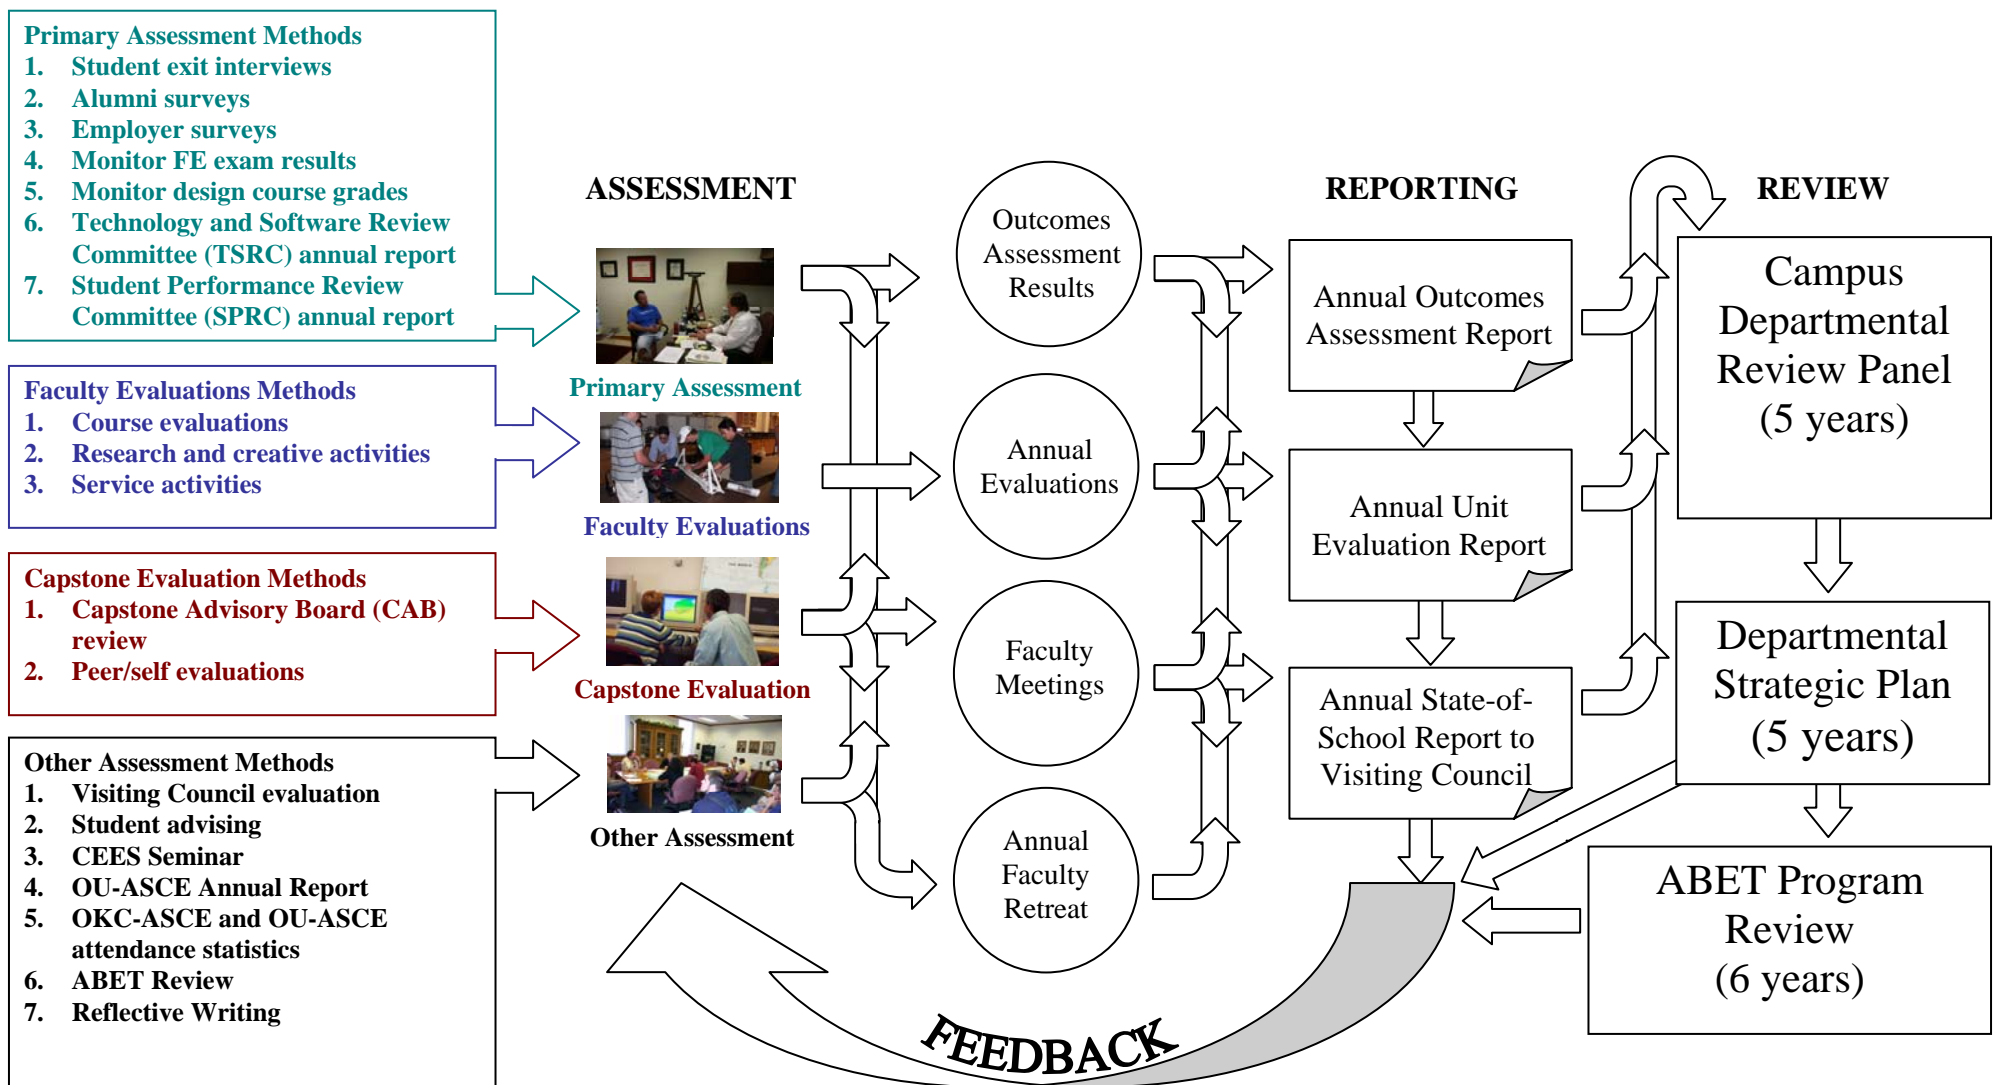 Primary Assessment Methods
1. Student exit interviews
2. Alumni surveys
3. Employer surveys
4. Monitor FE exam results
5. Monitor design course grades
6. Technology and Software Review
Committee (TSRC) annual report
7. Student Performance Review
Committee (SPRC) annual report
Faculty Evaluations Methods
1. Course evaluations
2. Research and creative activities
3. Service activities
Capstone Evaluation Methods
1. Capstone Advisory Board (CAB)
review
2. Peer/self evaluations
Other Assessment Methods
1. Visiting Council evaluation
2. Student advising
3. CEES Seminar
4. OU-ASCE Annual Report
5. OKC-ASCE and OU-ASCE
attendance statistics
6. ABET Review
7. Reflective Writing
ASSESSMENT
Primary Assessment
Faculty Evaluations
Capstone Evaluation
Other Assessment
Outcomes
Assessment
Results
Annual
Evaluations
Faculty
Meetings
Annual
Faculty
Retreat
REPORTING
Annual Outcomes
Assessment Report
Annual Unit
Evaluation Report
Annual State-of-
School Report to
Visiting Council
REVIEW
Campus
Departmental
Review Panel
(5 years)
Departmental
Strategic Plan
(5 years)
ABET Program
Review
(6 years)
FEEDBACK